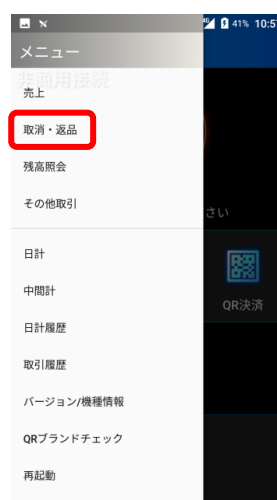 41% 10:5
メニュー
非商用接続
売上
取消・返品
残高照会
その他取引
さい
日計
中間計
QR決済
日計履歴
取引履歴
バージョン/機種情報
QRブランドチェック
再起動